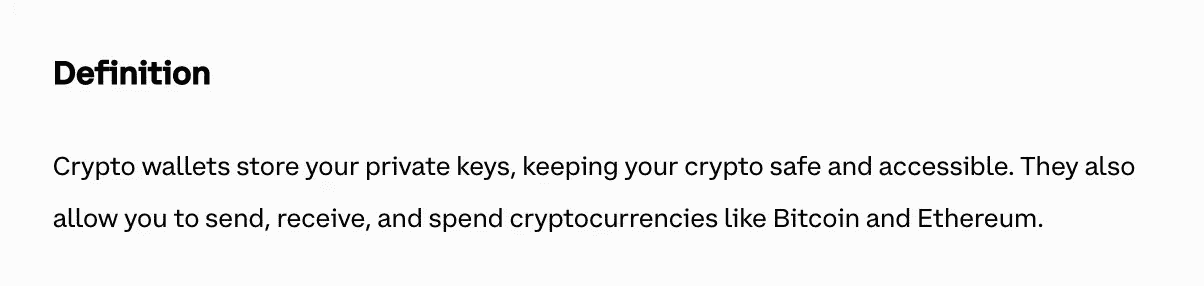 Definition
Crypto wallets store your private keys, keeping your crypto safe and accessible. They also
allow you to send, receive, and spend cryptocurrencies like Bitcoin and Ethereum.